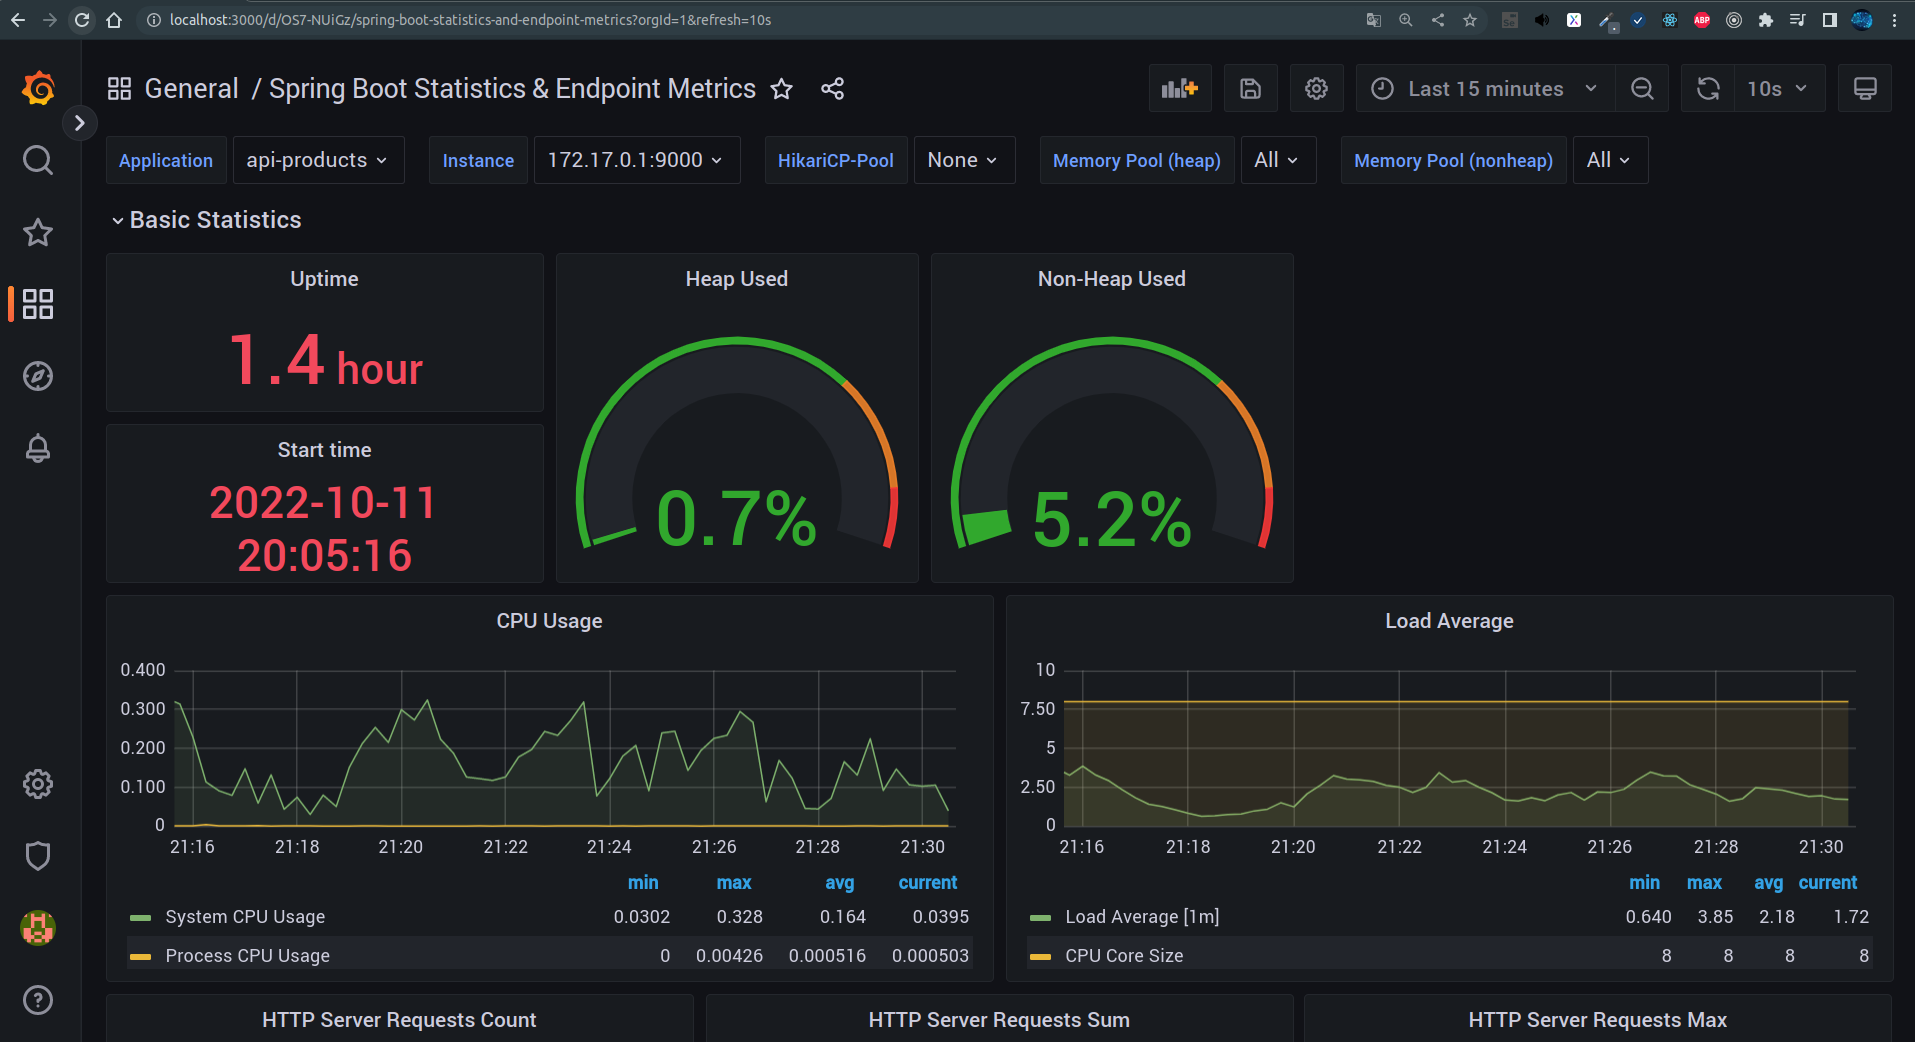 localhost:3000/d/OS7-NUiGz/spring-boot-statistics-and-endpoint-metrics?orgId=1&refresh=10s
ABP
General / Spring Boot Statistics & Endpoint Metrics
Last 15 minutes
10s
Application api-products Instance 172.17.0.1:9000 HikariCP-Pool None Memory Pool (heap) All Memory Pool (nonheap) All
Basic Statistics
Uptime
1.4 hour
Start time
2022-10-11
20:05:16
Heap Used
0.7%
Non-Heap Used
5.2%
CPU Usage
0.400
0.300
0.200
0.100
0
21:16 21:18 21:20 21:22 21:24 21:26 21:28 21:30
min max avg current
System CPU Usage 0.0302 0.328 0.164 0.0395
Process CPU Usage 0 0.00426 0.000516 0.000503
Load Average
10
7.50
5
2.50
0
21:16 21:18 21:20 21:22 21:24 21:26 21:28 21:30
min max avg current
Load Average [1m] 0.640 3.85 2.18 1.72
CPU Core Size 8 8 8 8
HTTP Server Requests Count
HTTP Server Requests Sum
HTTP Server Requests Max